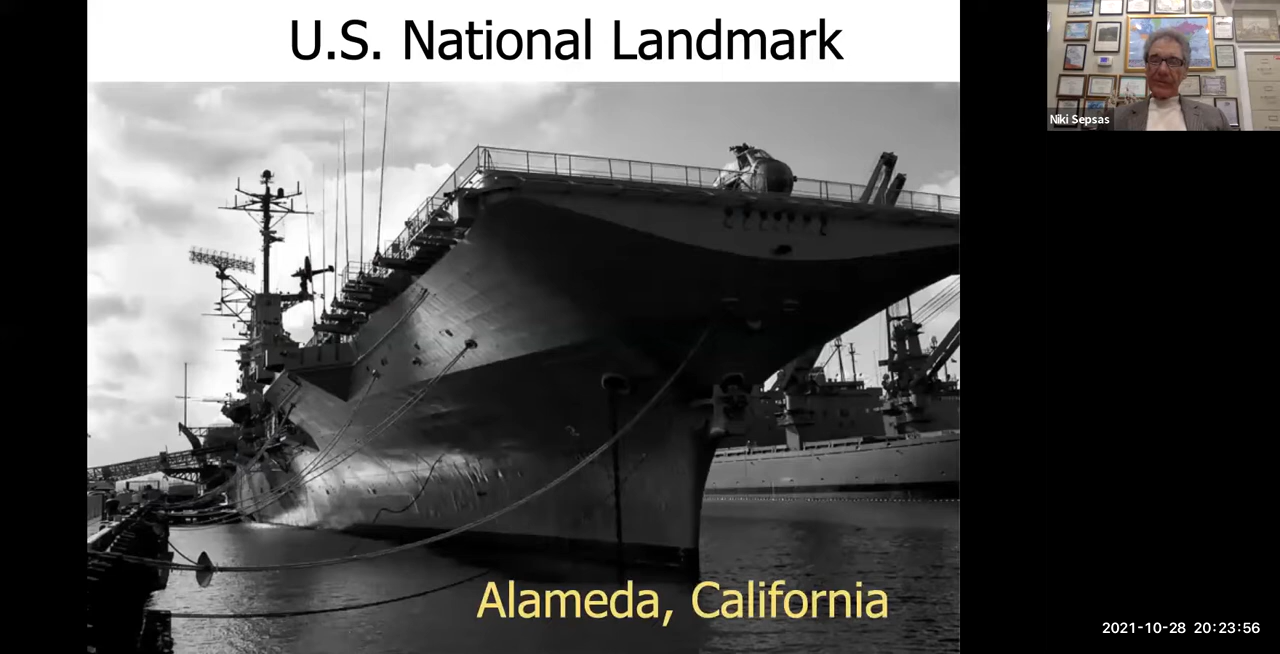 U.S. National Landmark
Niki Sepsas
Alameda, California
2021-10-28 20:23:56